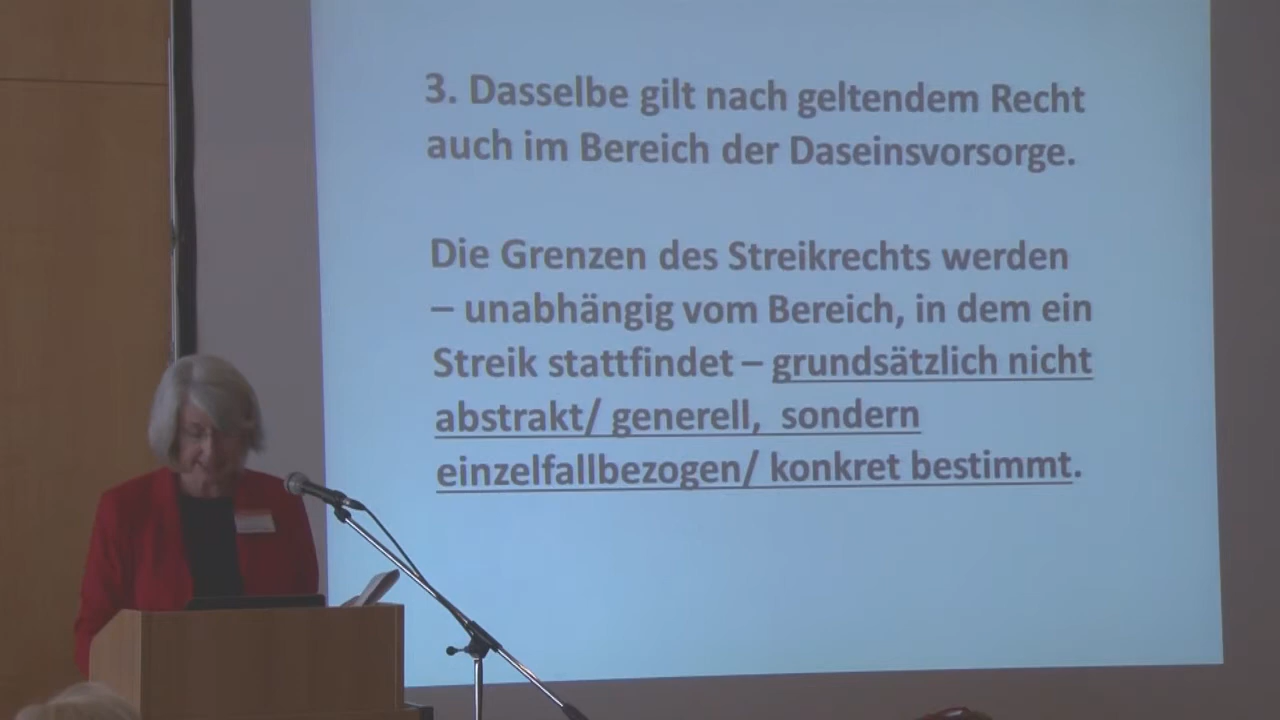 3. Dasselbe gilt nach geltendem Recht
auch im Bereich der Daseinsvorsorge.
Die Grenzen des Streikrechts werden
– unabhängig vom Bereich, in dem ein
Streik stattfindet – grundsätzlich nicht
abstrakt/ generell, sondern
einzelfallbezogen/ konkret bestimmt.